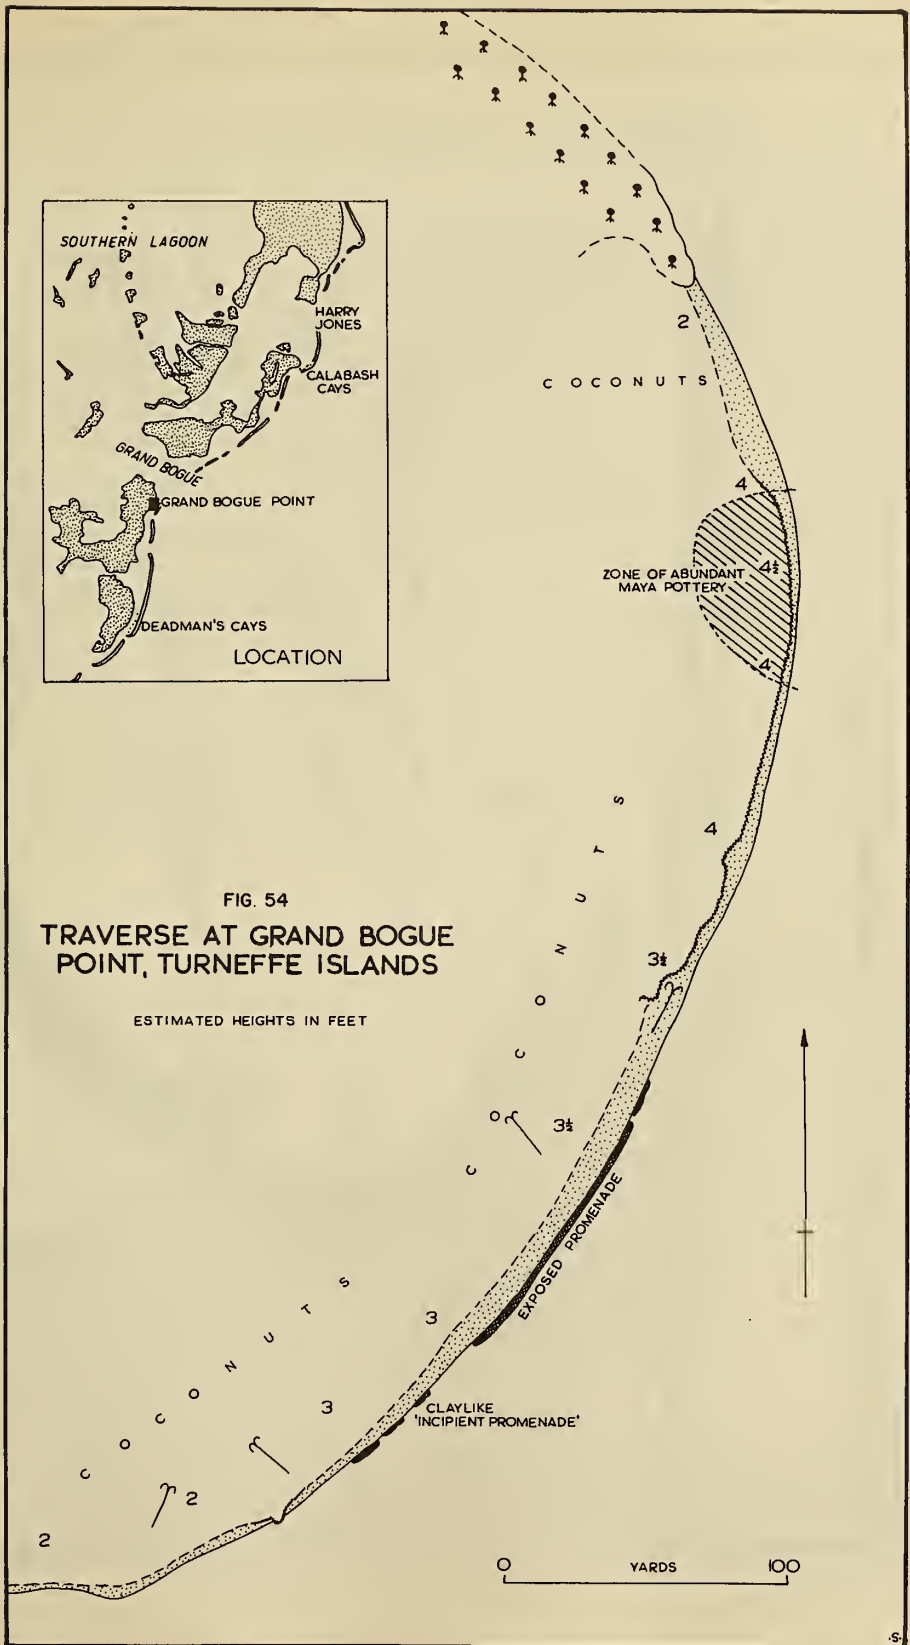 SOUTHERN LAGOON
HARRY
JONES
CALABASH
CAYS
GRAND BOGUE
GRAND BOGUE POINT
DEADMAN'S CAYS
LOCATION
2
COCONUTS
4
4½
ZONE OF ABUNDANT
MAYA POTTERY
4
COCONUTS
4
FIG. 54
TRAVERSE AT GRAND BOGUE
POINT, TURNEFFE ISLANDS
ESTIMATED HEIGHTS IN FEET
3½
3½
EXPOSED PROMENADE
COCONUTS
3
3
CLAYLIKE
'INCIPIENT PROMENADE'
2
2
0 YARDS 100
.S.